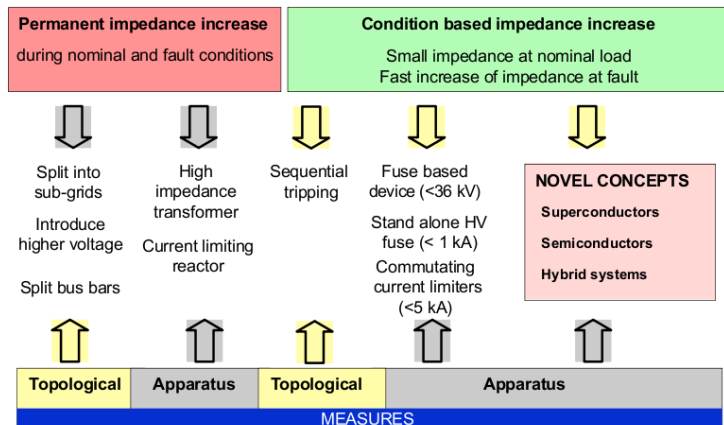 Permanent impedance increase
during nominal and fault conditions
Condition based impedance increase
Small impedance at nominal load
Fast increase of impedance at fault
Split into
sub-grids
Introduce
higher voltage
Split bus bars
High
impedance
transformer
Current limiting
reactor
Sequential
tripping
Fuse based
device (<36 kV)
Stand alone HV
fuse (< 1 kA)
Commutating
current limiters
(<5 kA)
NOVEL CONCEPTS
Superconductors
Semiconductors
Hybrid systems
Topological
Apparatus
Topological
Apparatus
MEASURES